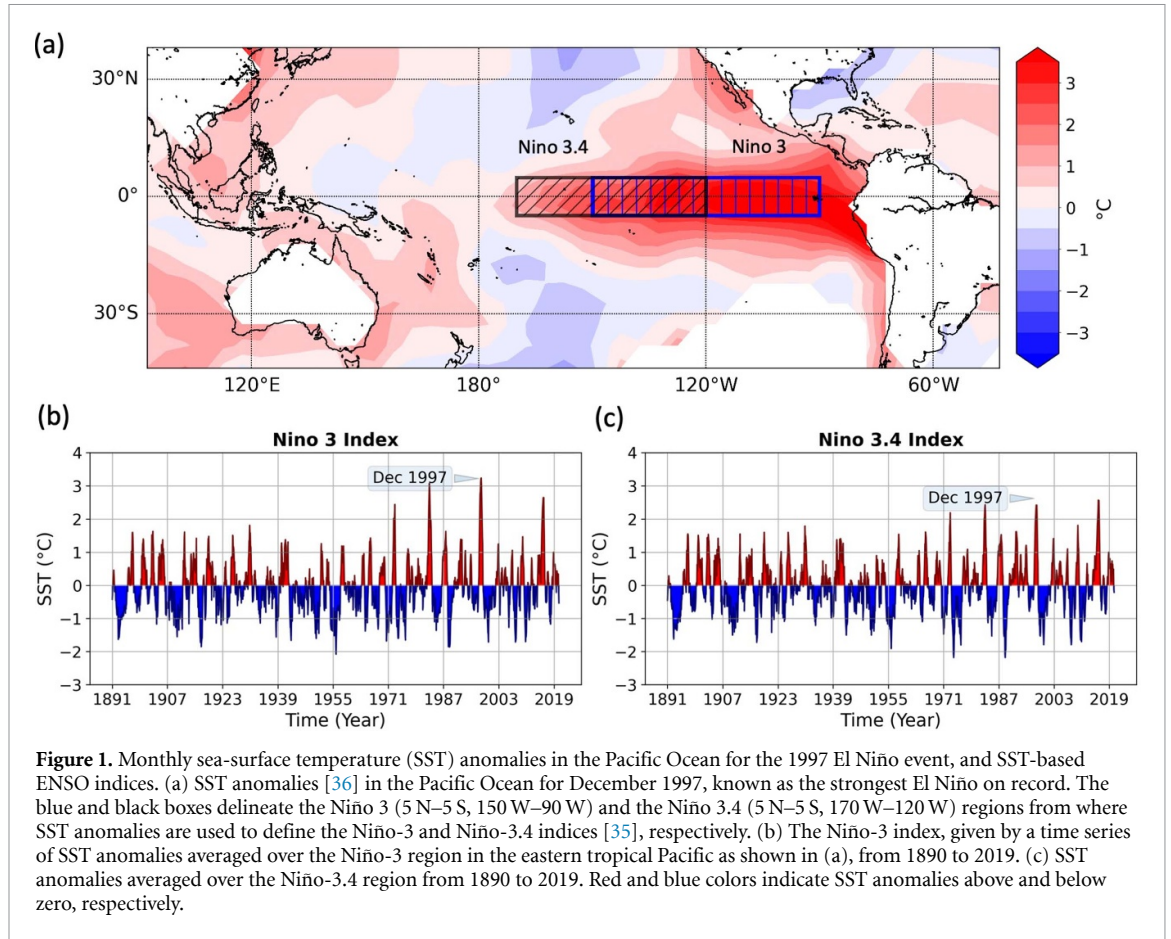 (a)
30°N
0°
30°S
Nino 3.4
Nino 3
120°E
180°
120°W
60°W
3
2
1
0
−1
−2
−3
°C
(b)
Nino 3 Index
4
3
2
1
0
−1
−2
−3
SST (°C)
Dec 1997
1891 1907 1923 1939 1955 1971 1987 2003 2019
Time (Year)
(c)
Nino 3.4 Index
4
3
2
1
0
−1
−2
−3
SST (°C)
Dec 1997
1891 1907 1923 1939 1955 1971 1987 2003 2019
Time (Year)
Figure 1. Monthly sea-surface temperature (SST) anomalies in the Pacific Ocean for the 1997 El Niño event, and SST-based
ENSO indices. (a) SST anomalies [36] in the Pacific Ocean for December 1997, known as the strongest El Niño on record. The
blue and black boxes delineate the Niño 3 (5 N–5 S, 150 W–90 W) and the Niño 3.4 (5 N–5 S, 170 W–120 W) regions from where
SST anomalies are used to define the Niño-3 and Niño-3.4 indices [35], respectively. (b) The Niño-3 index, given by a time series
of SST anomalies averaged over the Niño-3 region in the eastern tropical Pacific as shown in (a), from 1890 to 2019. (c) SST
anomalies averaged over the Niño-3.4 region from 1890 to 2019. Red and blue colors indicate SST anomalies above and below
zero, respectively.